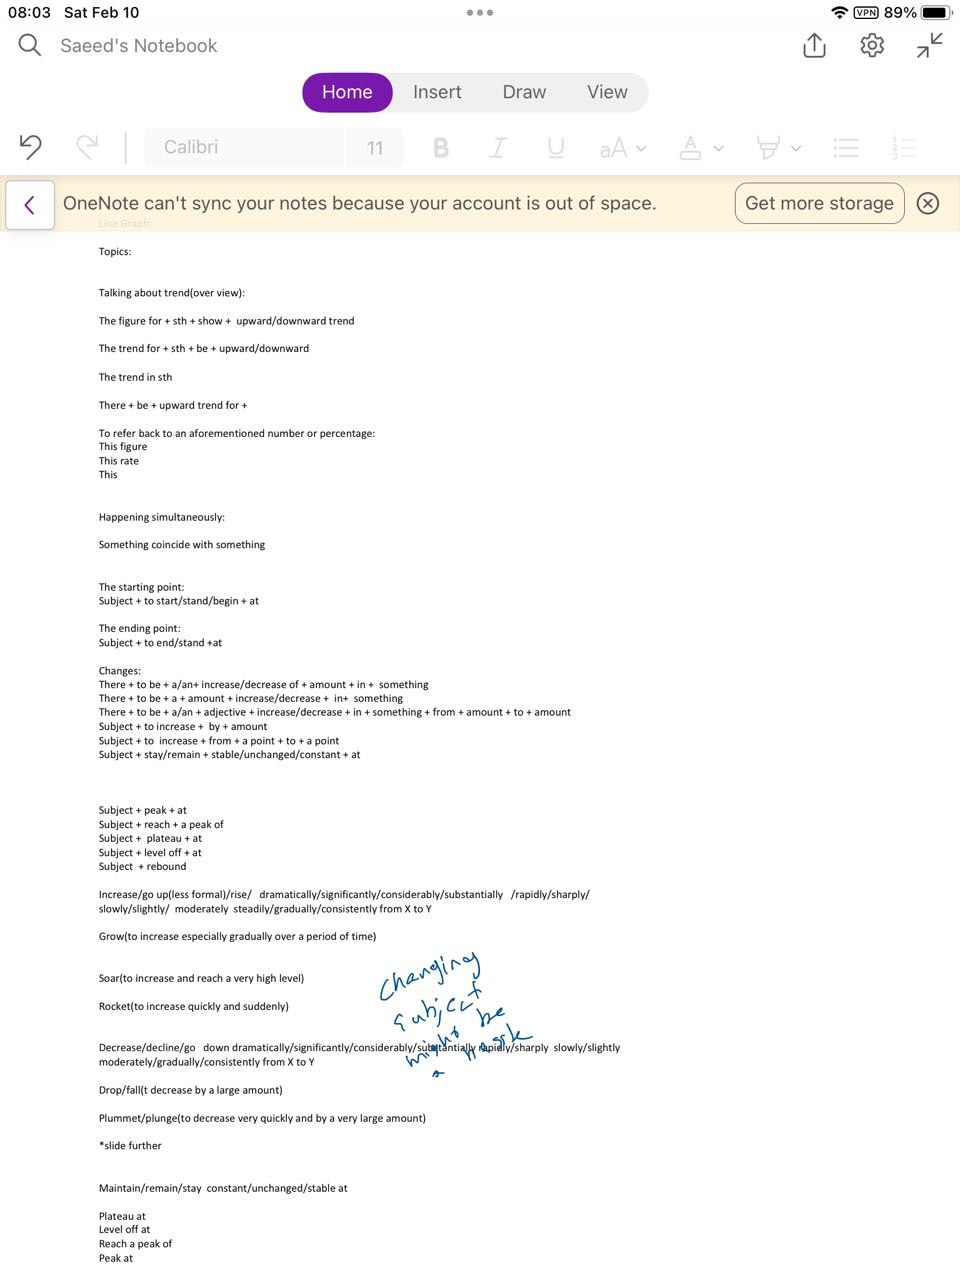 08:03 Sat Feb 10
VPN 89%
Saeed's Notebook
Home Insert Draw View
Calibri 11 B I U aA A
OneNote can't sync your notes because your account is out of space. Get more storage
Line Graph:
Topics:
Talking about trend(over view):
The figure for + sth + show + upward/downward trend
The trend for + sth + be + upward/downward
The trend in sth
There + be + upward trend for +
To refer back to an aforementioned number or percentage:
This figure
This rate
This
Happening simultaneously:
Something coincide with something
The starting point:
Subject + to start/stand/begin + at
The ending point:
Subject + to end/stand +at
Changes:
There + to be + a/an+ increase/decrease of + amount + in + something
There + to be + a + amount + increase/decrease + in+ something
There + to be + a/an + adjective + increase/decrease + in + something + from + amount + to + amount
Subject + to increase + by + amount
Subject + to increase + from + a point + to + a point
Subject + stay/remain + stable/unchanged/constant + at
Subject + peak + at
Subject + reach + a peak of
Subject + plateau + at
Subject + level off + at
Subject + rebound
Increase/go up(less formal)/rise/ dramatically/significantly/considerably/substantially /rapidly/sharply/
slowly/slightly/ moderately steadily/gradually/consistently from X to Y
Grow(to increase especially gradually over a period of time)
changing
Soar(to increase and reach a very high level)
subject
Rocket(to increase quickly and suddenly)
might be
Decrease/decline/go down dramatically/significantly/considerably/substantially rapidly/sharply slowly/slightly
moderately/gradually/consistently from X to Y
a
Drop/fall(t decrease by a large amount)
Plummet/plunge(to decrease very quickly and by a very large amount)
*slide further
Maintain/remain/stay constant/unchanged/stable at
Plateau at
Level off at
Reach a peak of
Peak at